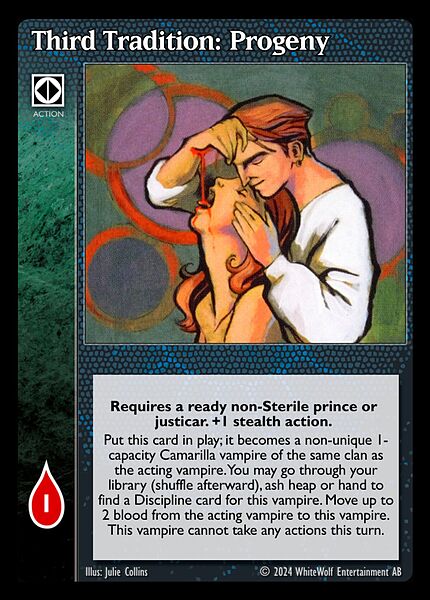 Third Tradition: Progeny
ACTION
Requires a ready non-Sterile prince or
justicar. +1 stealth action.
Put this card in play; it becomes a non-unique 1-
capacity Camarilla vampire of the same clan as
the acting vampire. You may go through your
library (shuffle afterward), ash heap or hand to
find a Discipline card for this vampire. Move up to
2 blood from the acting vampire to this vampire.
This vampire cannot take any actions this turn.
1
Illus: Julie Collins © 2024 WhiteWolf Entertainment AB